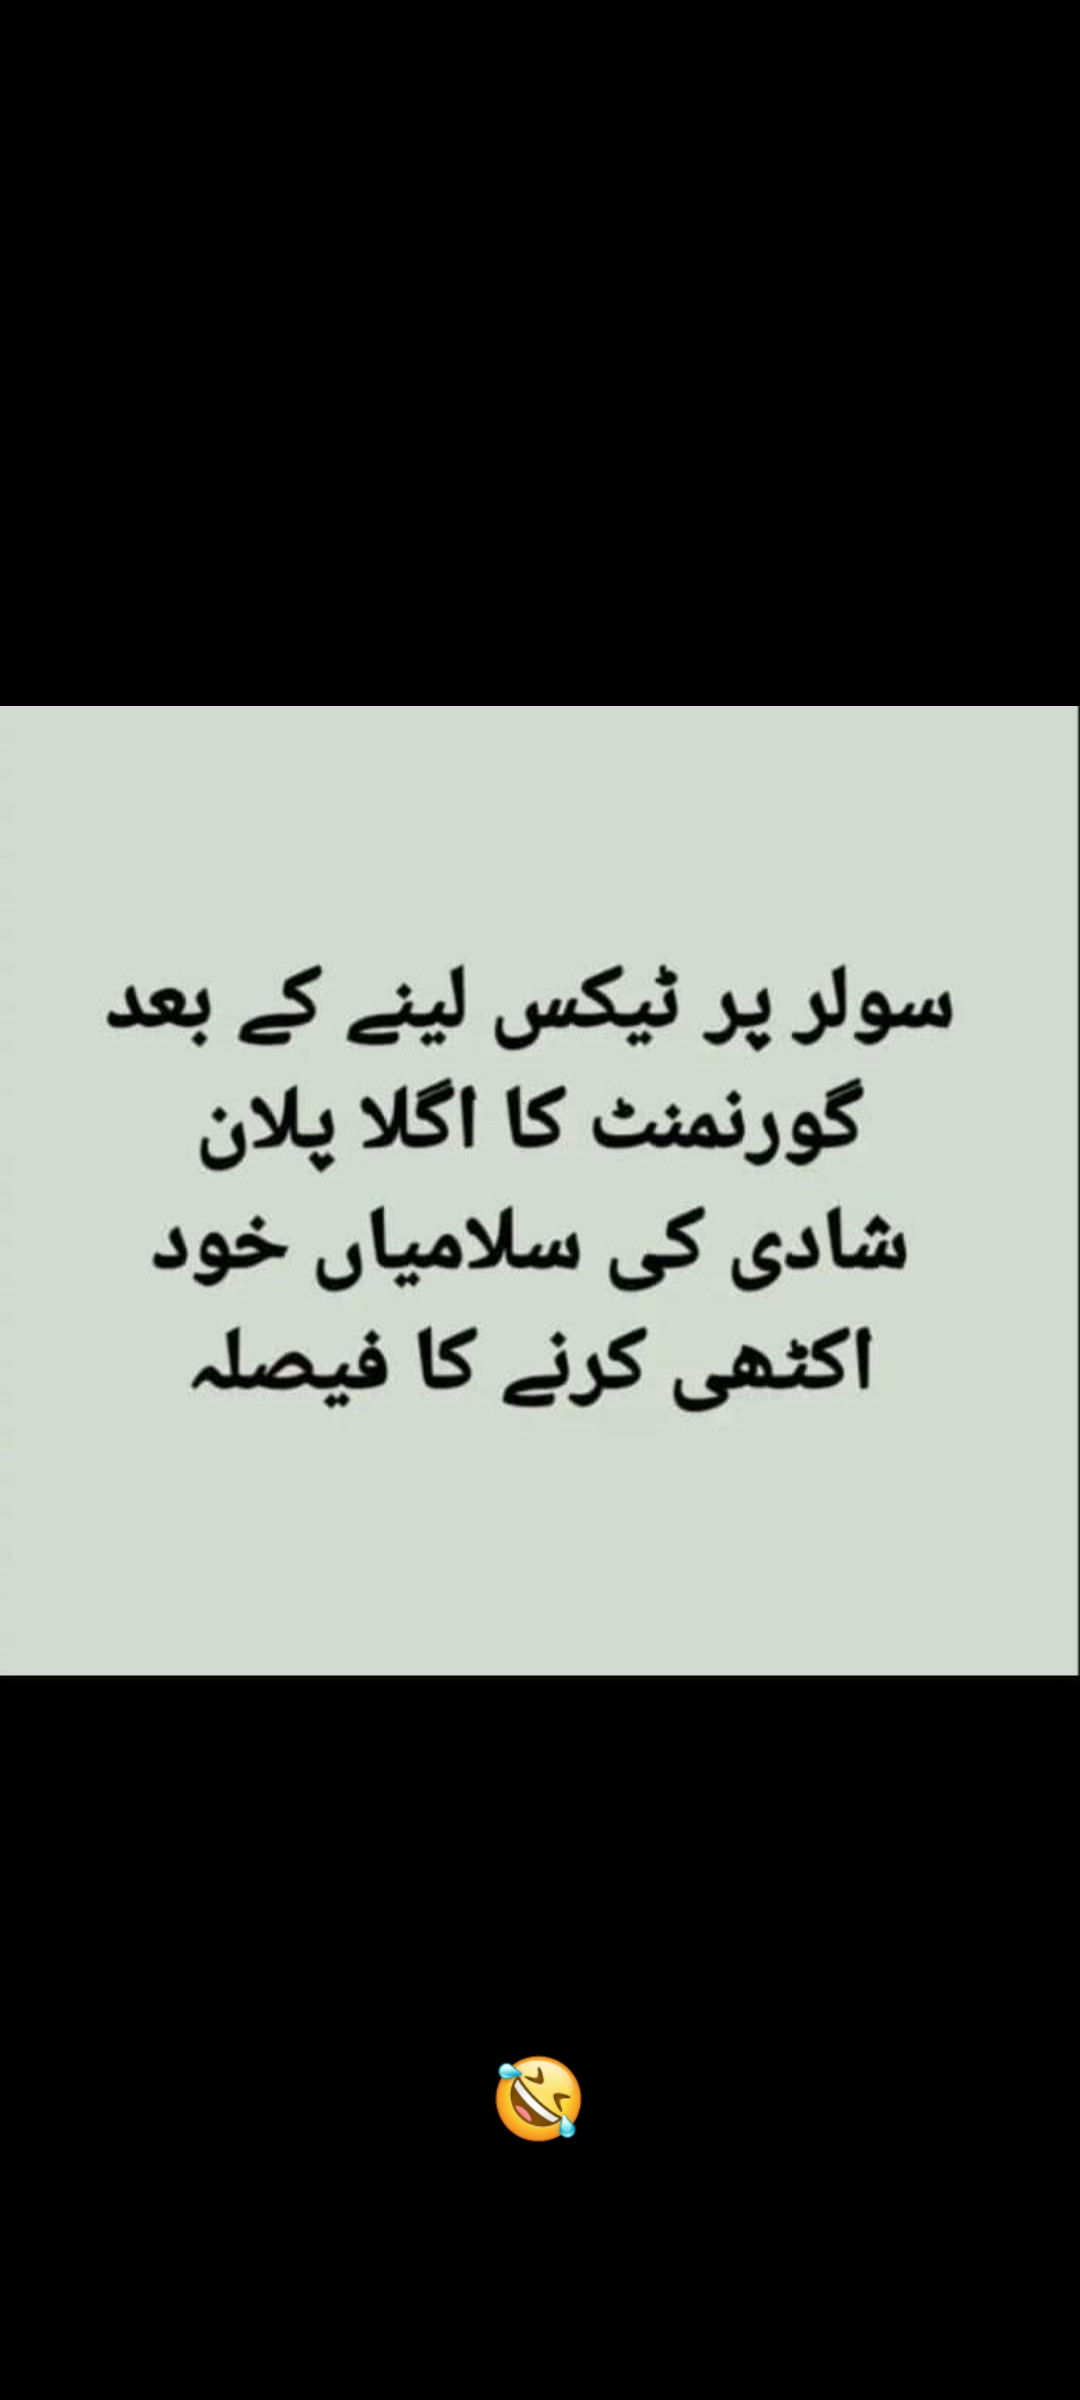 سولر پر ٹیکس لینے کے بعد
گورنمنٹ کا اگلا پلان
شادی کی سلامیاں خود
اکٹھی کرنے کا فیصلہ
🤣